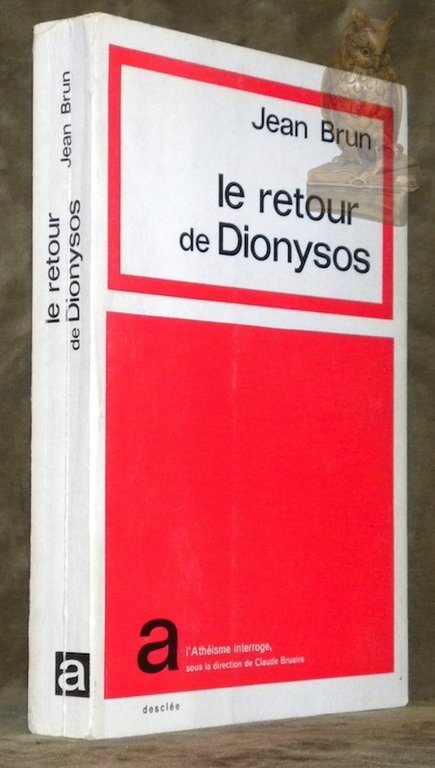 Jean Brun
le retour
de Dionysos
a
l'Athéisme interroge,
sous la direction de Claude Bruaire
desclée
le retour
de Dionysos
Jean Brun
a